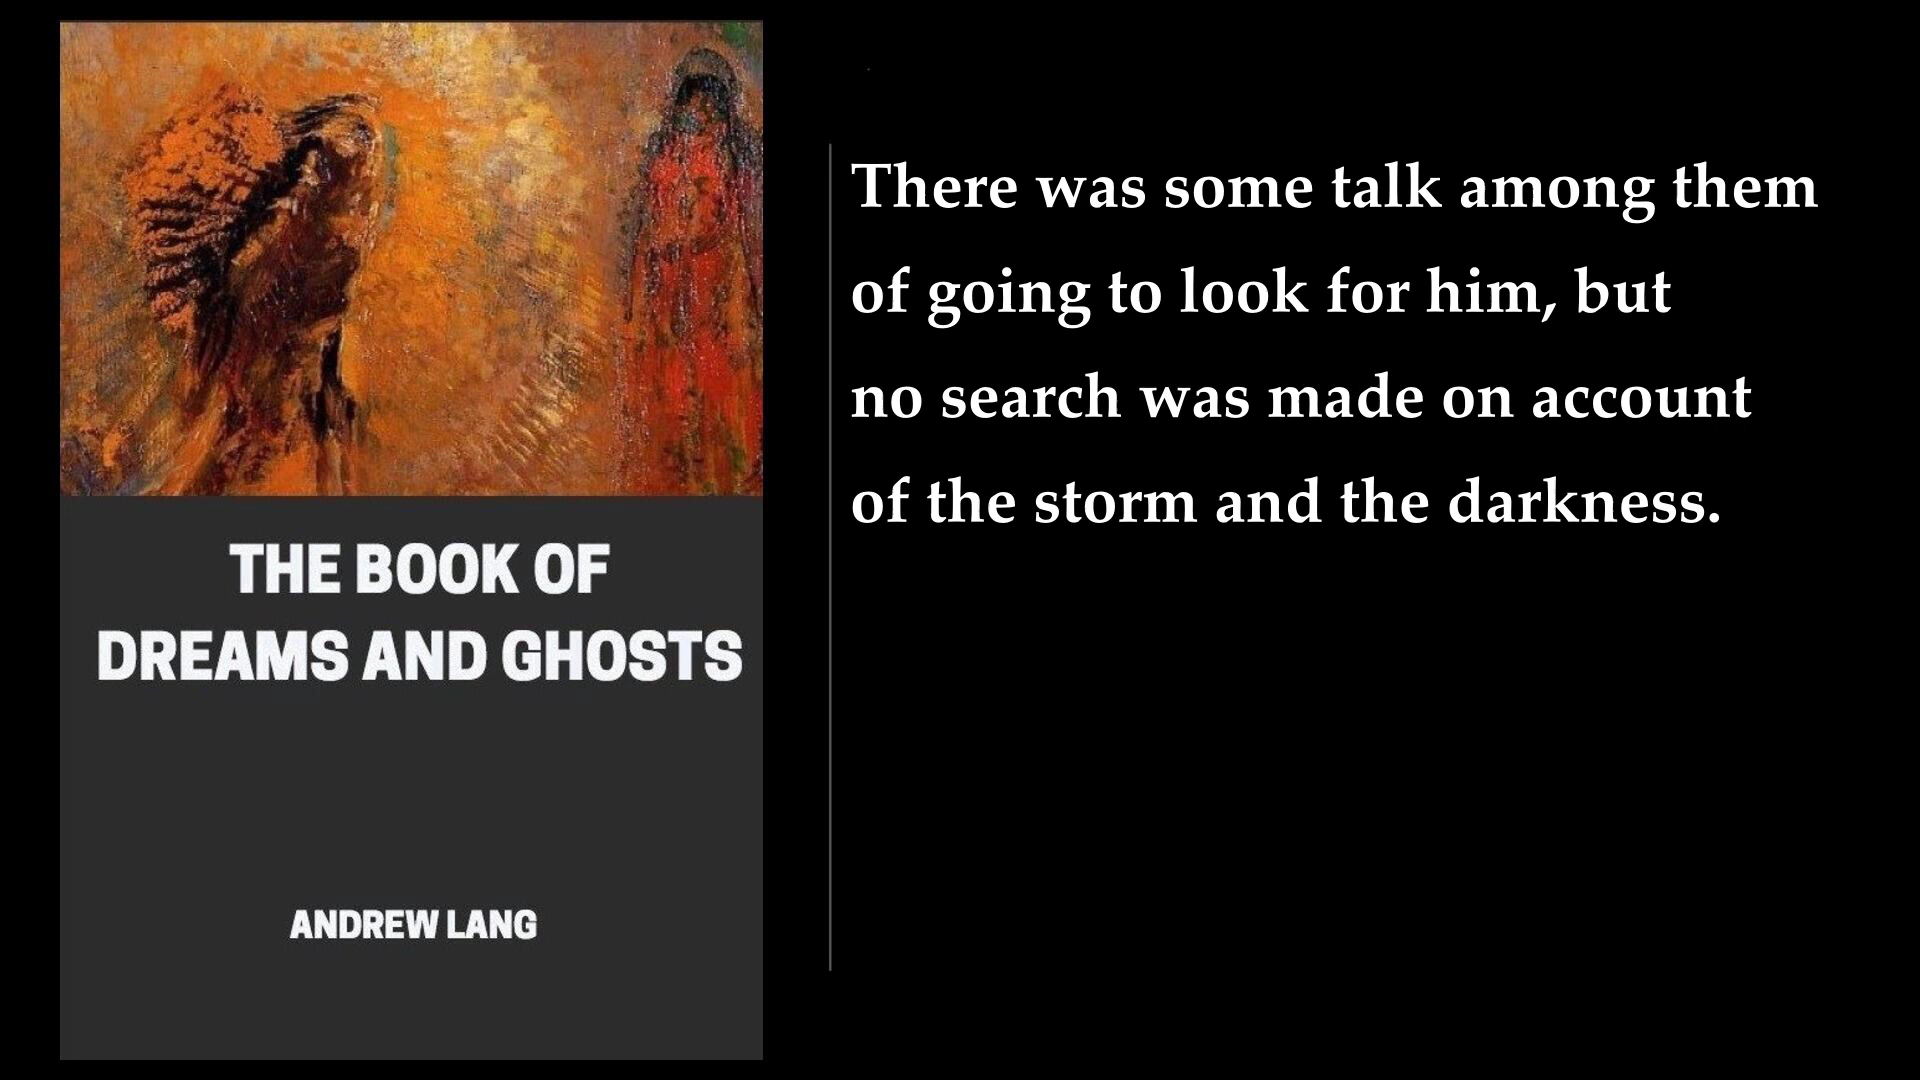 THE BOOK OF
DREAMS AND GHOSTS
ANDREW LANG
There was some talk among them
of going to look for him, but
no search was made on account
of the storm and the darkness.